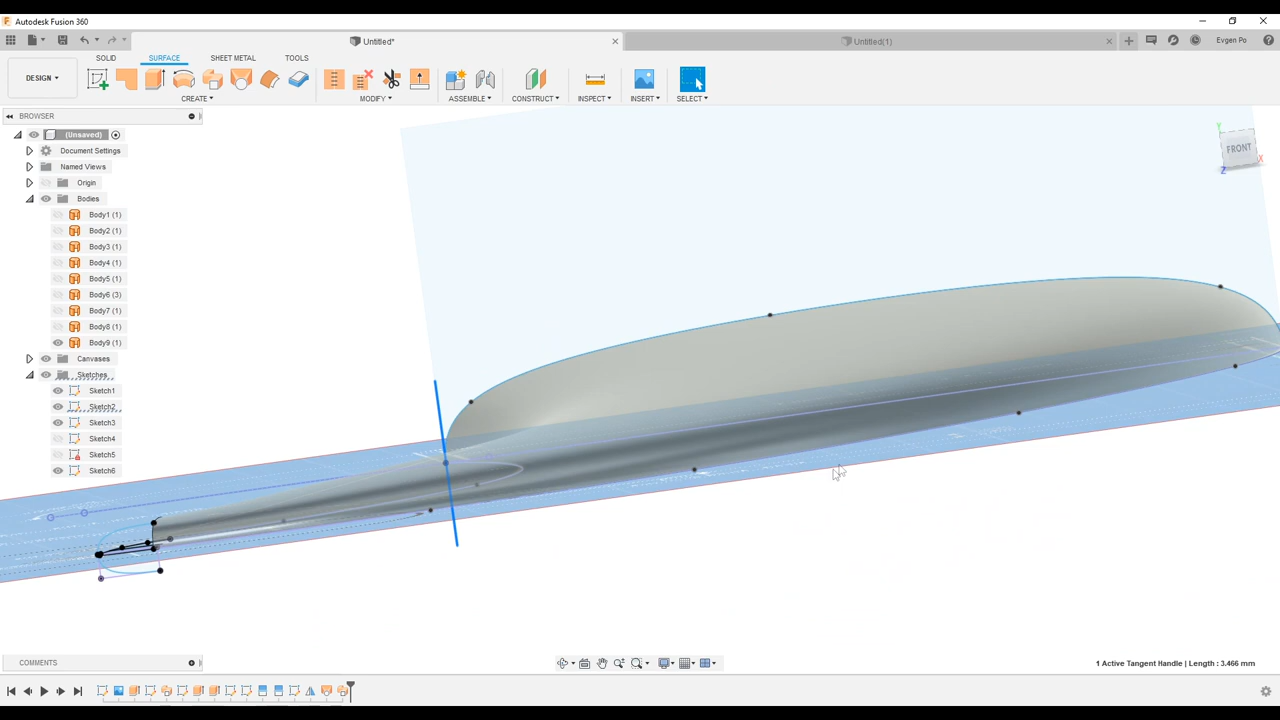 Autodesk Fusion 360
Untitled*
Untitled(1)
Evgen Po
SOLID
SURFACE
SHEET METAL
TOOLS
DESIGN
CREATE
MODIFY
ASSEMBLE
CONSTRUCT
INSPECT
INSERT
SELECT
BROWSER
(Unsaved)
Document Settings
Named Views
Origin
Bodies
Body1 (1)
Body2 (1)
Body3 (1)
Body4 (1)
Body5 (1)
Body6 (3)
Body7 (1)
Body8 (1)
Body9 (1)
Canvases
Sketches
Sketch1
Sketch2
Sketch3
Sketch4
Sketch5
Sketch6
Y
FRONT
X
Z
COMMENTS
1 Active Tangent Handle | Length : 3.466 mm